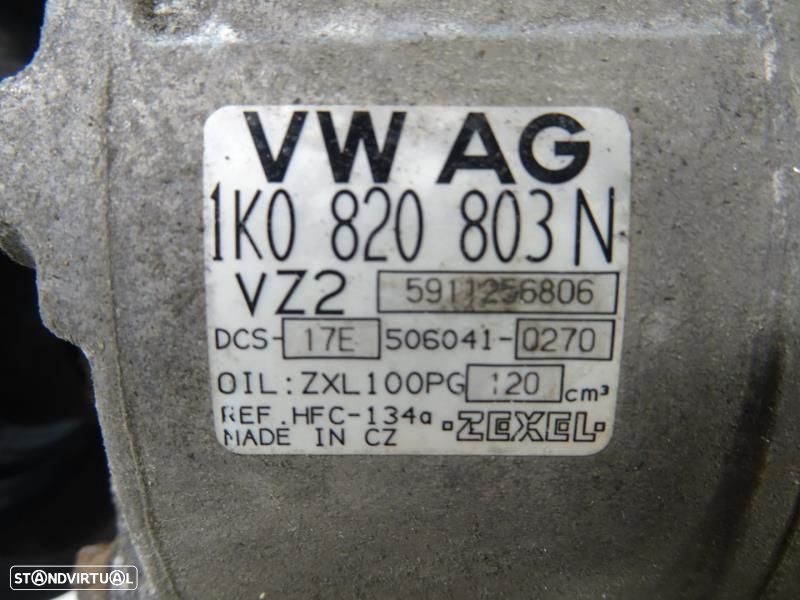 VW AG
1K0 820 803 N
VZ2 5911256806
DCS-17E 506041-0270
OIL: ZXL100PG 120 cm³
REF. HFC-134a
MADE IN CZ ·ZEXEL·
STANDVIRTUAL